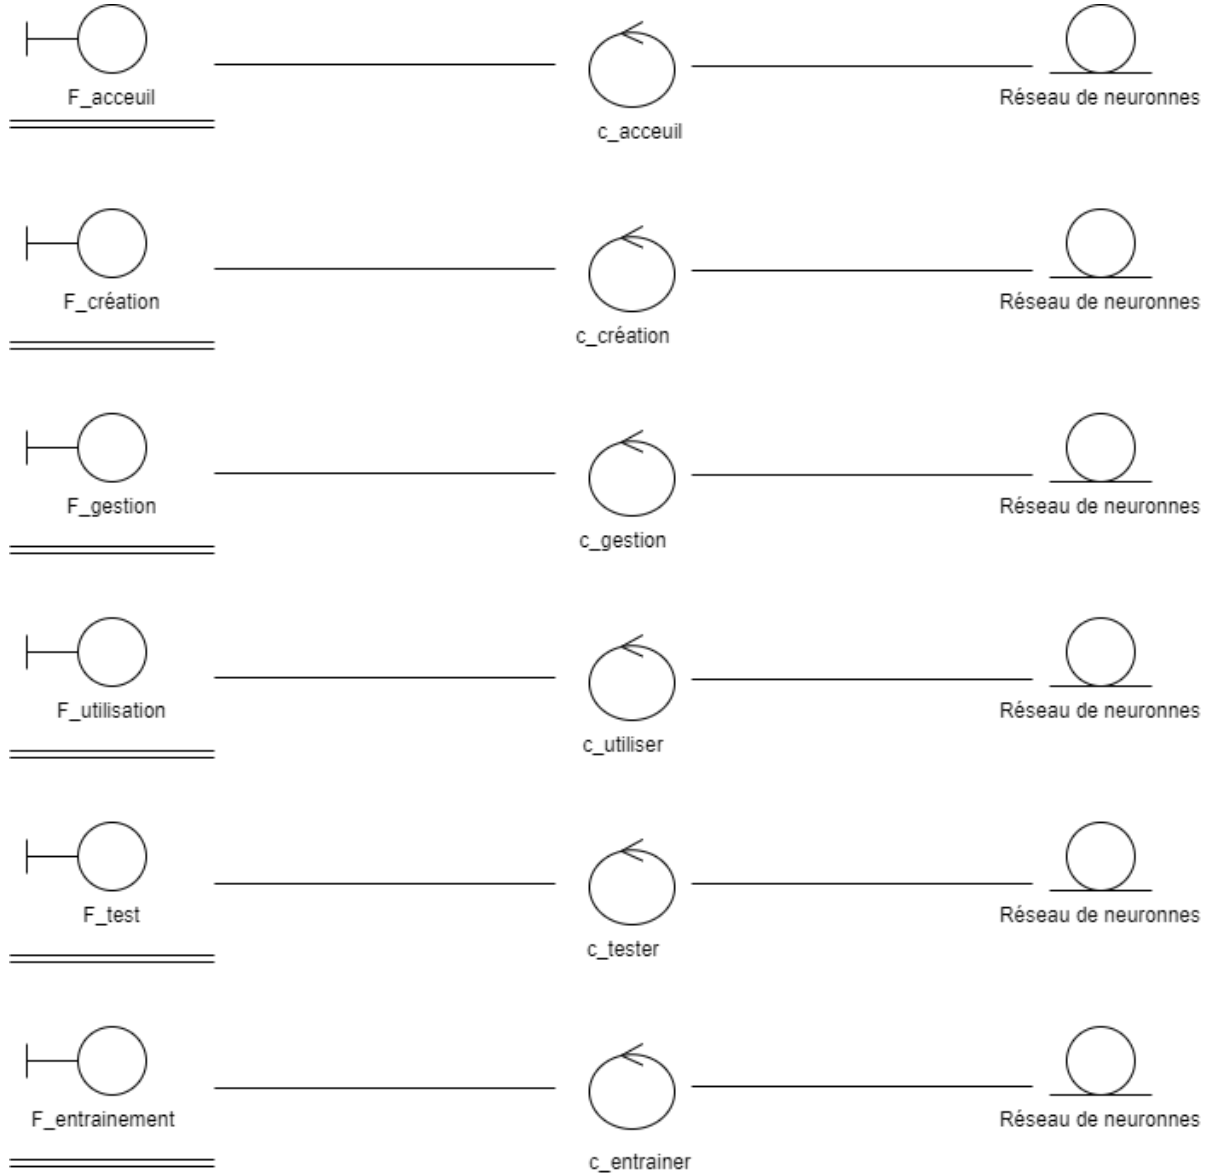 F_acceuil
c_acceuil
Réseau de neuronnes
F_création
c_création
Réseau de neuronnes
F_gestion
c_gestion
Réseau de neuronnes
F_utilisation
c_utiliser
Réseau de neuronnes
F_test
c_tester
Réseau de neuronnes
F_entrainement
c_entrainer
Réseau de neuronnes